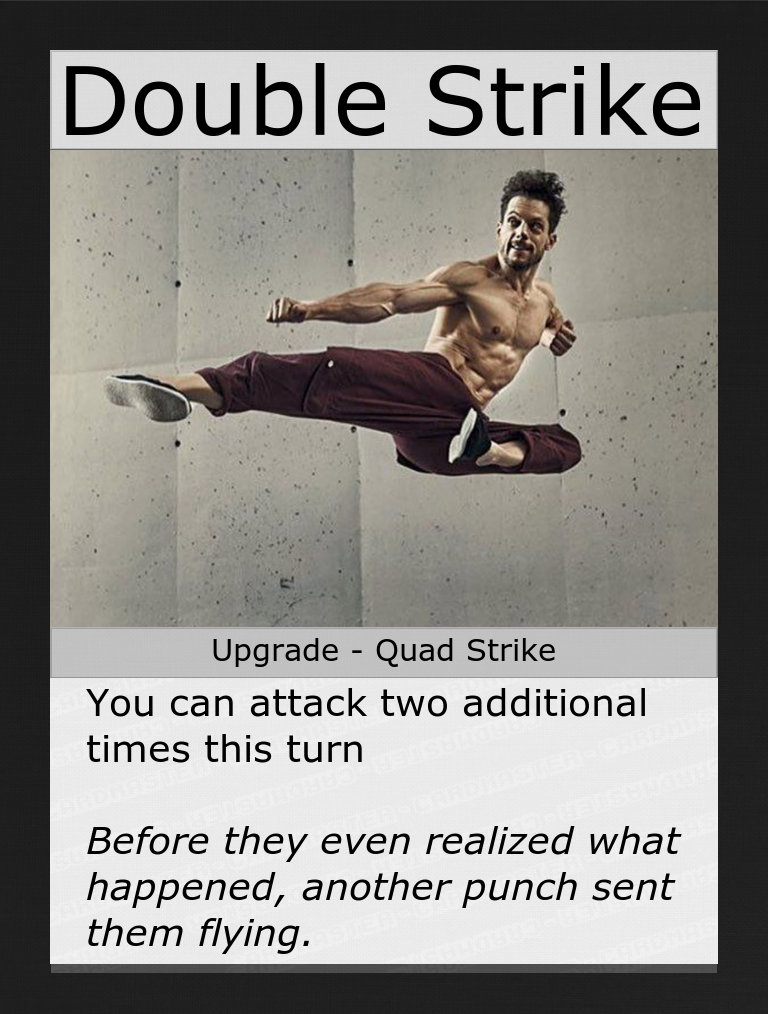 Double Strike
Upgrade - Quad Strike
You can attack two additional
times this turn
Before they even realized what
happened, another punch sent
them flying.